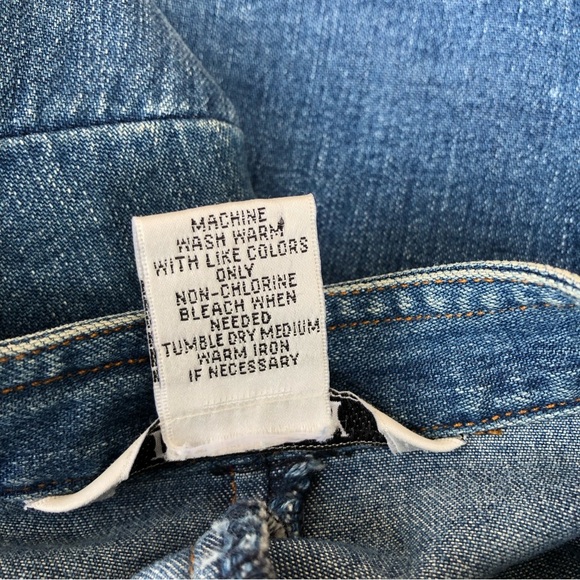 MACHINE
WASH WARM
WITH LIKE COLORS
ONLY
NON-CHLORINE
BLEACH WHEN
NEEDED
TUMBLE DRY MEDIUM
WARM IRON
IF NECESSARY